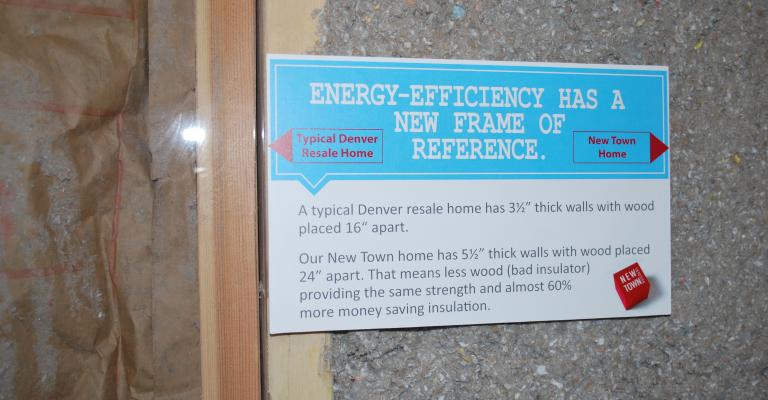 ENERGY-EFFICIENCY HAS A
NEW FRAME OF
REFERENCE.
Typical Denver
Resale Home
New Town
Home
A typical Denver resale home has 3½” thick walls with wood
placed 16” apart.
Our New Town home has 5½” thick walls with wood placed
24” apart. That means less wood (bad insulator)
providing the same strength and almost 60%
more money saving insulation.
NEW
TOWN